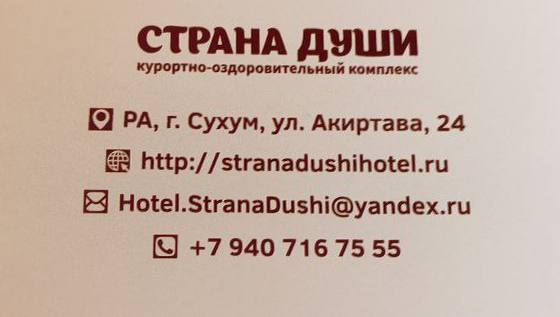 СТРАНА ДУШИ
курортно-оздоровительный комплекс
РА, г. Сухум, ул. Акиртава, 24
http://stranadushihotel.ru
Hotel.StranaDushi@yandex.ru
+7 940 716 75 55